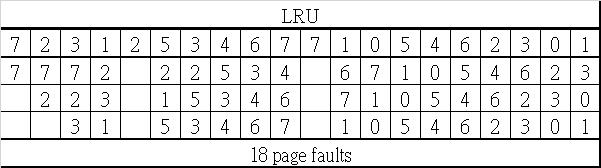 LRU
7 2 3 1 2 5 3 4 6 7 7 1 0 5 4 6 2 3 0 1
7 7 7 2 2 2 5 3 4 6 7 1 0 5 4 6 2 3
2 2 3 1 5 3 4 6 7 1 0 5 4 6 2 3 0
3 1 5 3 4 6 7 1 0 5 4 6 2 3 0 1
18 page faults